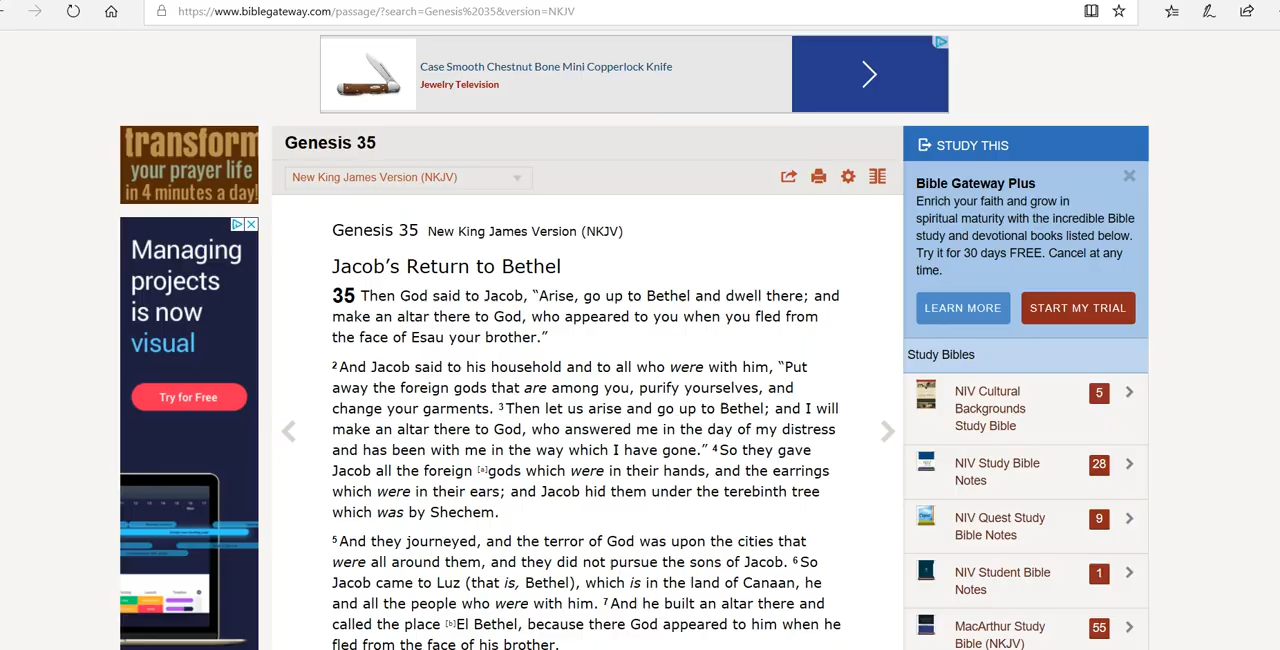 https://www.biblegateway.com/passage/?search=Genesis%2035&version=NKJV
Case Smooth Chestnut Bone Mini Copperlock Knife
Jewelry Television
transform
your prayer life
in 4 minutes a day!
Managing
projects
is now
visual
Try for Free
Genesis 35
New King James Version (NKJV)
Genesis 35 New King James Version (NKJV)
Jacob’s Return to Bethel
35 Then God said to Jacob, “Arise, go up to Bethel and dwell there; and
make an altar there to God, who appeared to you when you fled from
the face of Esau your brother.”
2 And Jacob said to his household and to all who were with him, “Put
away the foreign gods that are among you, purify yourselves, and
change your garments. 3 Then let us arise and go up to Bethel; and I will
make an altar there to God, who answered me in the day of my distress
and has been with me in the way which I have gone.” 4 So they gave
Jacob all the foreign [a]gods which were in their hands, and the earrings
which were in their ears; and Jacob hid them under the terebinth tree
which was by Shechem.
5 And they journeyed, and the terror of God was upon the cities that
were all around them, and they did not pursue the sons of Jacob. 6 So
Jacob came to Luz (that is, Bethel), which is in the land of Canaan, he
and all the people who were with him. 7 And he built an altar there and
called the place [b]El Bethel, because there God appeared to him when he
fled from the face of his brother.
STUDY THIS
Bible Gateway Plus
Enrich your faith and grow in
spiritual maturity with the incredible Bible
study and devotional books listed below.
Try it for 30 days FREE. Cancel at any
time.
LEARN MORE
START MY TRIAL
Study Bibles
NIV Cultural
Backgrounds
Study Bible
5
NIV Study Bible
Notes
28
NIV Quest Study
Bible Notes
9
NIV Student Bible
Notes
1
MacArthur Study
Bible (NKJV)
55